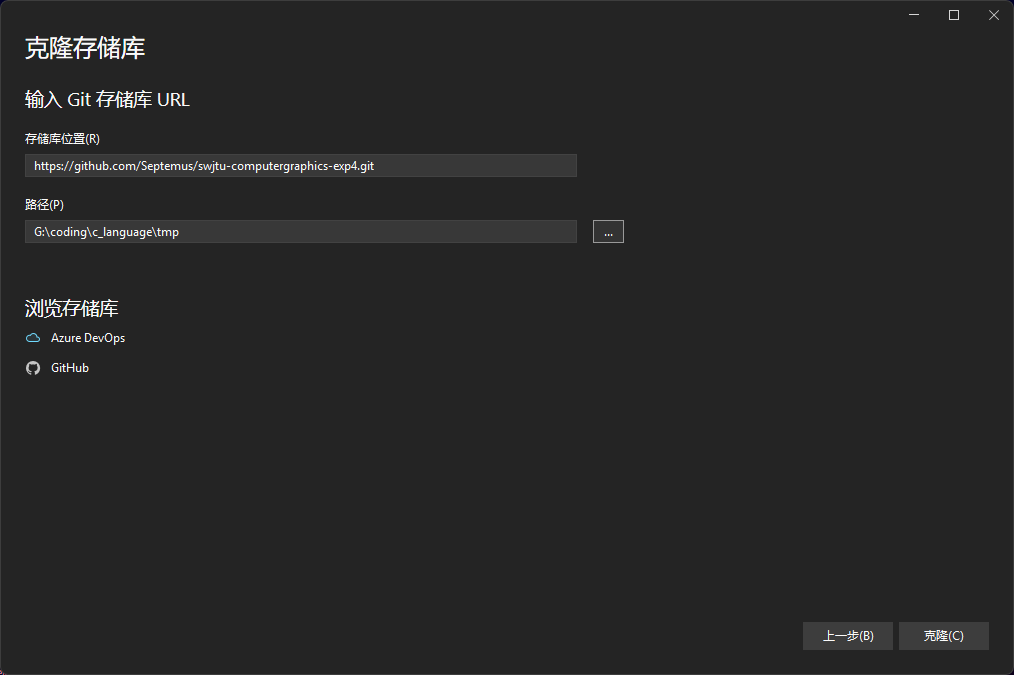 克隆存储库
输入 Git 存储库 URL
存储库位置(R)
https://github.com/Septemus/swjtu-computergraphics-exp4.git
路径(P)
G:\coding\c_language\tmp
...
浏览存储库
Azure DevOps
GitHub
上一步(B)
克隆(C)